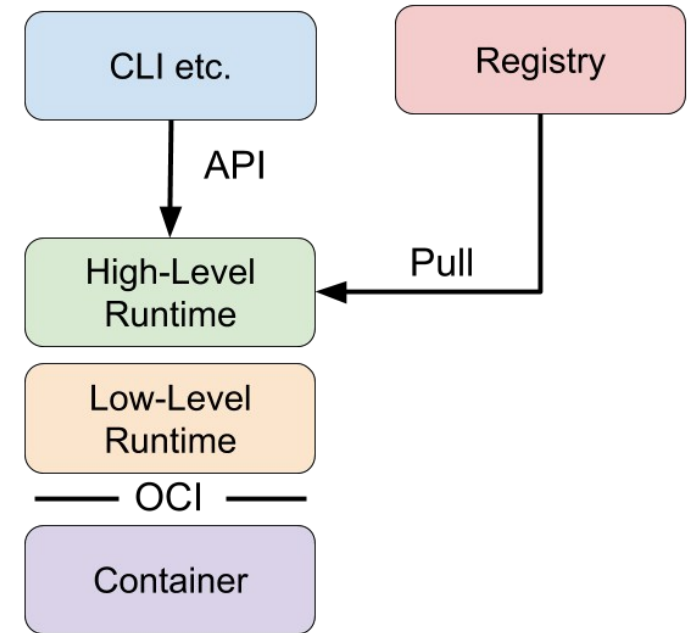 CLI etc.
Registry
API
High-Level
Runtime
Pull
Low-Level
Runtime
OCI
Container